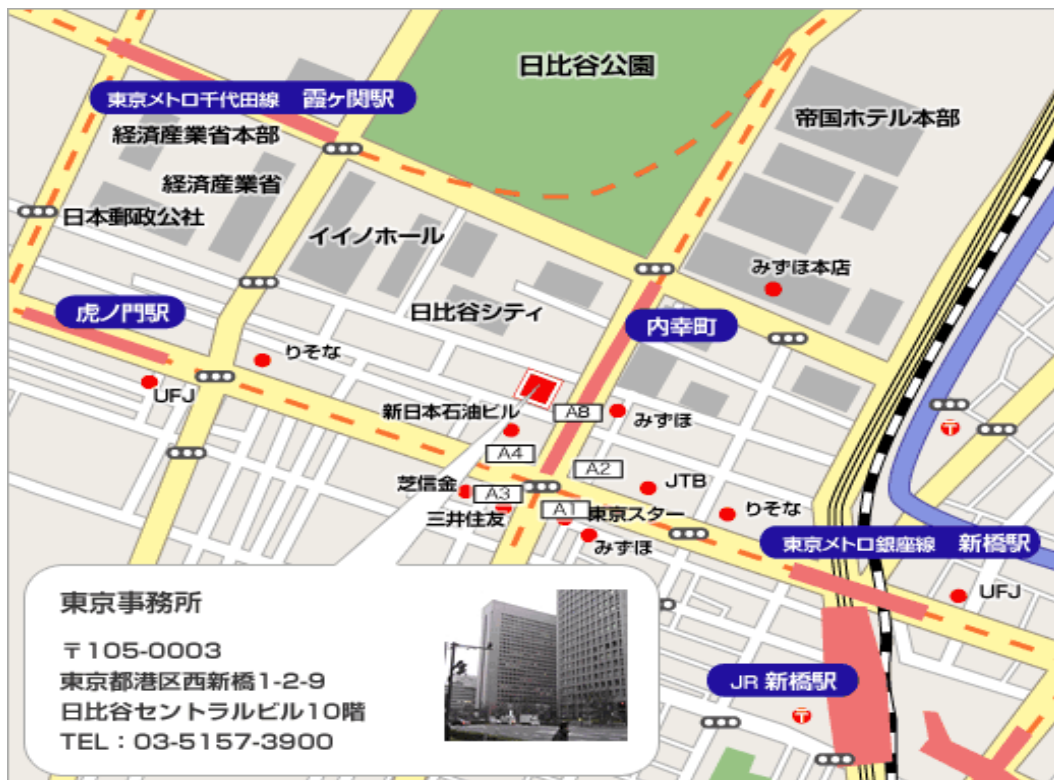 日比谷公園
東京メトロ千代田線 霞ヶ関駅
帝国ホテル本部
経済産業省本部
経済産業省
日本郵政公社
イイノホール
みずほ本店
日比谷シティ
虎ノ門駅
内幸町
りそな
UFJ
新日本石油ビル
A8
みずほ
A4
A2
芝信金
A3
JTB
三井住友
A1
東京スター
りそな
みずほ
東京メトロ銀座線 新橋駅
UFJ
JR 新橋駅
〒
〒
東京事務所
〒105-0003
東京都港区西新橋1-2-9
日比谷セントラルビル10階
TEL:03-5157-3900